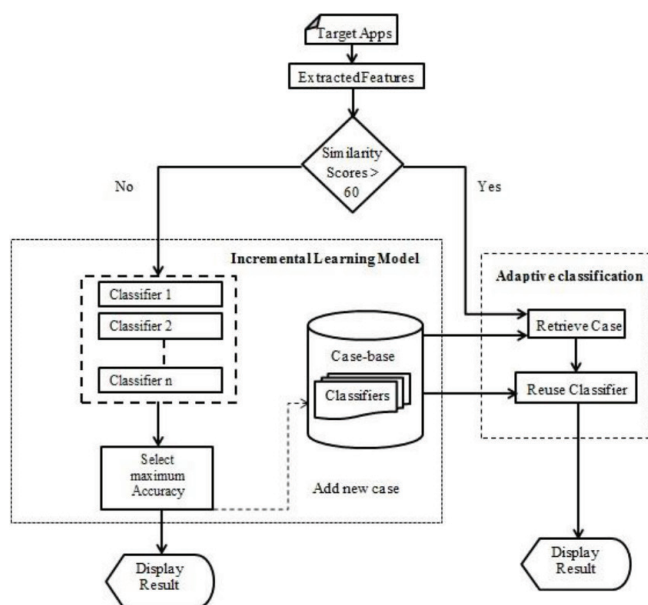 Target Apps
ExtractedFeatures
Similarity
Scores >
60
No
Yes
Incremental Learning Model
Classifier 1
Classifier 2
Classifier n
Select
maximum
Accuracy
Case-base
Classifiers
Add new case
Adaptive classification
Retrieve Case
Reuse Classifier
Display
Result
Display
Result